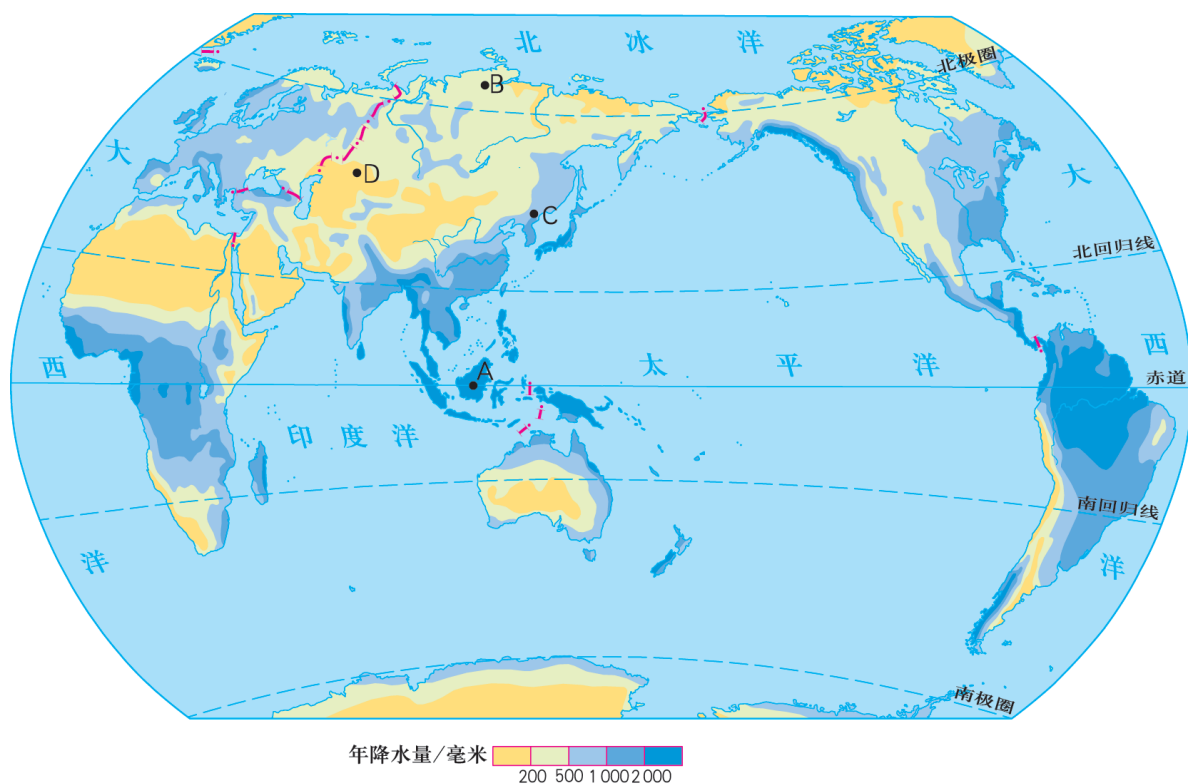 北冰洋
北极圈
B
大
大
D
C
北回归线
西
太平洋
西
A
赤道
印度洋
南回归线
洋
洋
南极圈
年降水量/毫米
200 500 1 000 2 000